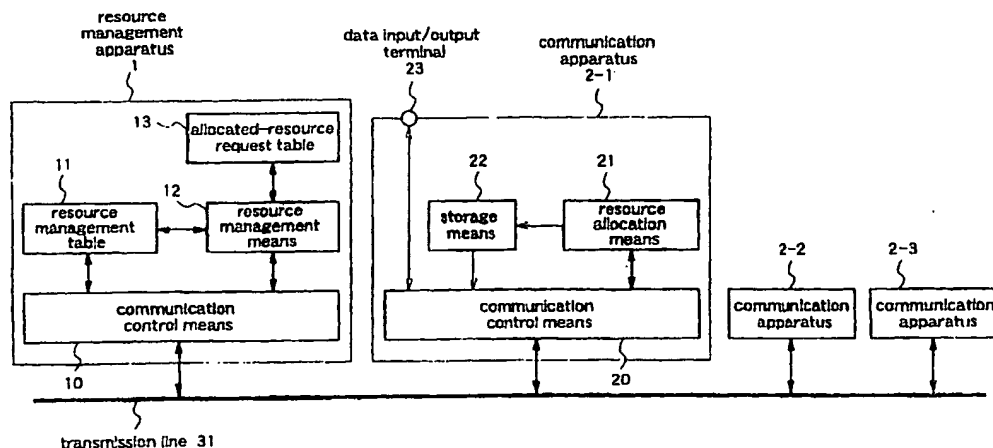 resource
management
apparatus
1
data input/output
terminal
23
communication
apparatus
2-1
13
allocated-resource
request table
11
12
resource
management
table
resource
management
means
22
21
storage
means
resource
allocation
means
2-2
2-3
communication
control means
communication
control means
communication
apparatus
communication
apparatus
10
20
transmission line 31